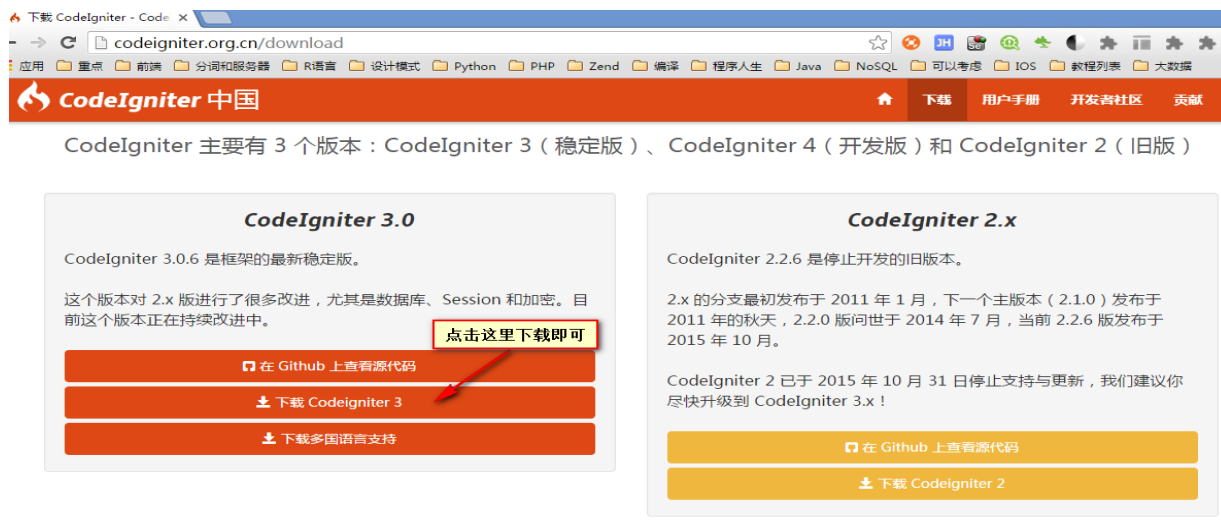 下载 CodeIgniter - Code
codeigniter.org.cn/download
应用 重点 前端 分词和服务器 R语言 设计模式 Python PHP Zend 编译 程序人生 Java NoSQL 可以考虑 IOS 教程列表 大数据
CodeIgniter 中国 下载 用户手册 开发者社区 贡献
CodeIgniter 主要有 3 个版本：CodeIgniter 3（稳定版）、CodeIgniter 4（开发版）和 CodeIgniter 2（旧版）
CodeIgniter 3.0
CodeIgniter 3.0.6 是框架的最新稳定版。
这个版本对 2.x 版进行了很多改进，尤其是数据库、Session 和加密。目
前这个版本正在持续改进中。
点击这里下载即可
在 Github 上查看源代码
下载 Codeigniter 3
下载多国语言支持
CodeIgniter 2.x
CodeIgniter 2.2.6 是停止开发的旧版本。
2.x 的分支最初发布于 2011 年 1 月，下一个主版本（2.1.0）发布于
2011 年的秋天，2.2.0 版问世于 2014 年 7 月，当前 2.2.6 版发布于
2015 年 10 月。
CodeIgniter 2 已于 2015 年 10 月 31 日停止支持与更新，我们建议你
尽快升级到 CodeIgniter 3.x！
在 Github 上查看源代码
下载 Codeigniter 2